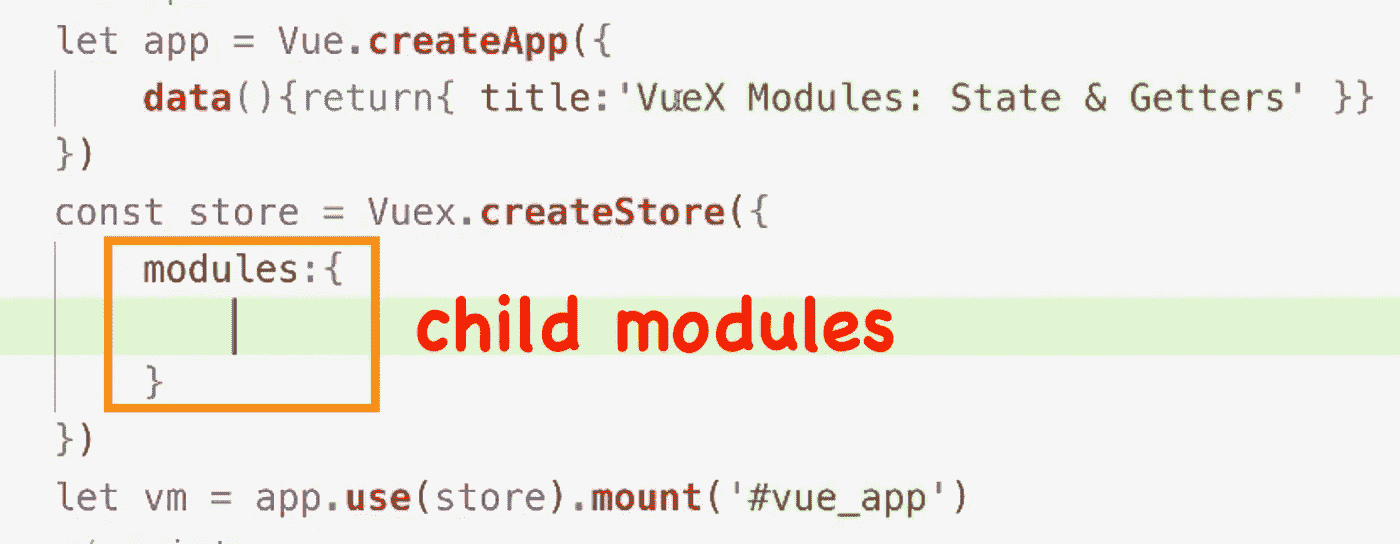 let app = Vue.createApp({
data(){return{ title:'VueX Modules: State & Getters' }}
})
const store = Vuex.createStore({
modules:{
child modules
}
})
let vm = app.use(store).mount('#vue_app')